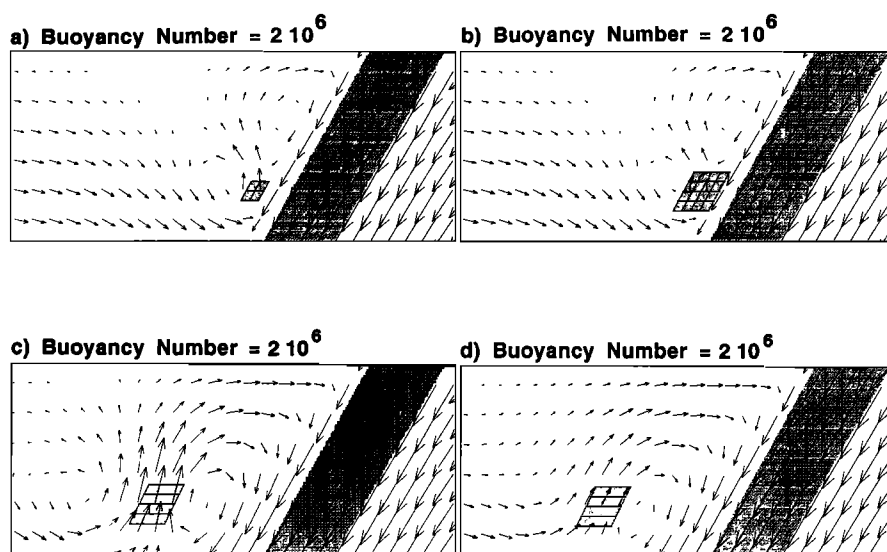 a) Buoyancy Number = 2 10^6
b) Buoyancy Number = 2 10^6
c) Buoyancy Number = 2 10^6
d) Buoyancy Number = 2 10^6